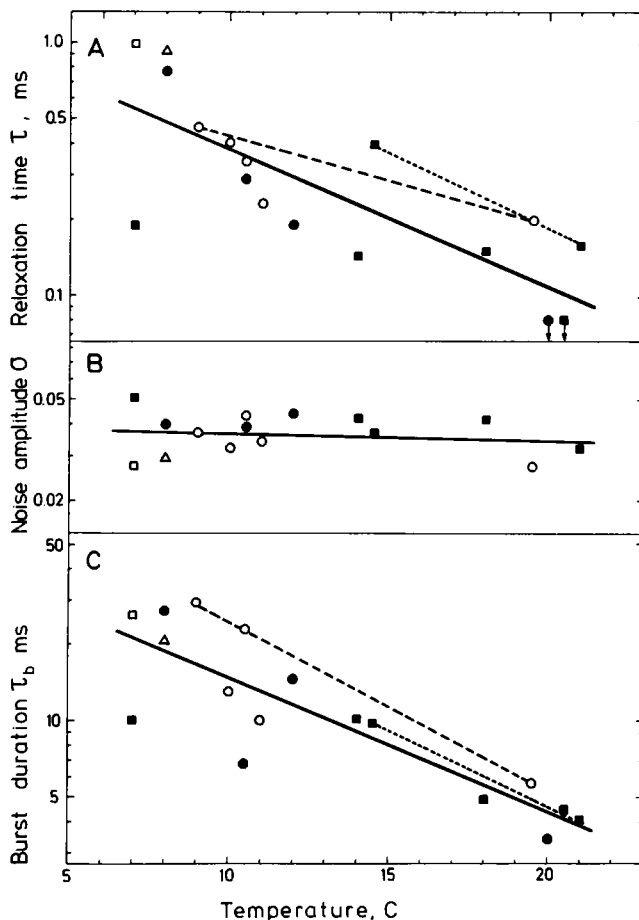 A
Relaxation time τ, ms
1.0
0.5
0.1
B
Noise amplitude σ
0.05
0.02
C
Burst duration τb ms
50
10
5
5
10
15
20
Temperature, C